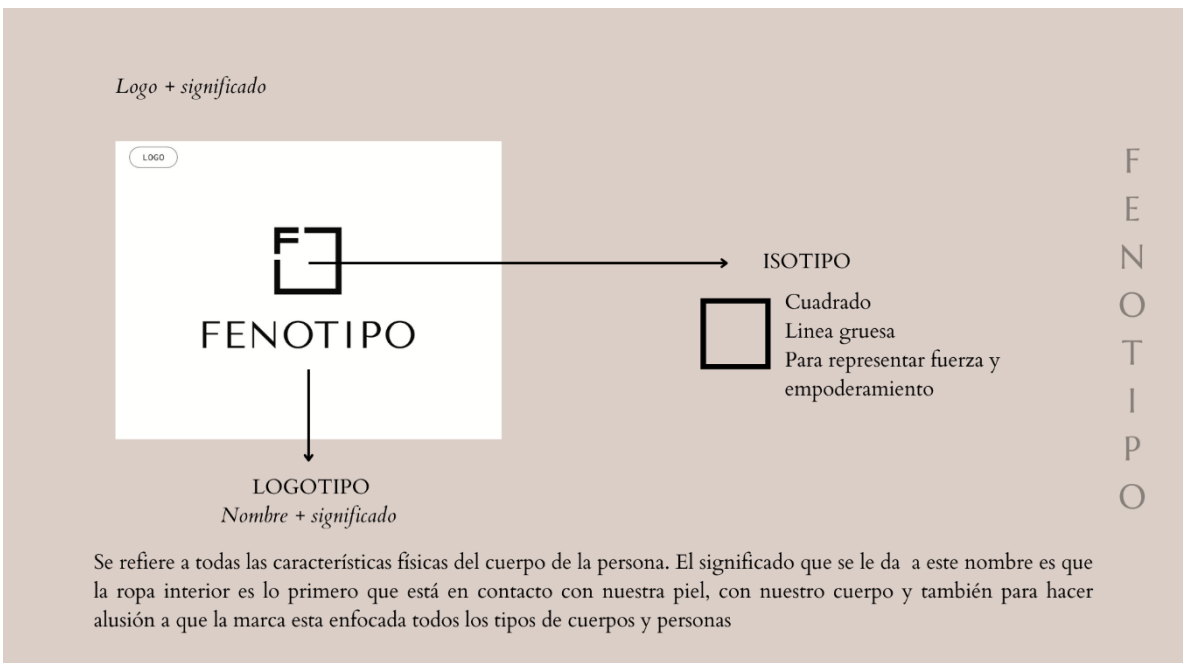 Logo + significado
LOGO
F
FENOTIPO
ISOTIPO
Cuadrado
Linea gruesa
Para representar fuerza y
empoderamiento
LOGOTIPO
Nombre + significado
Se refiere a todas las características físicas del cuerpo de la persona. El significado que se le da  a este nombre es que
la ropa interior es lo primero que está en contacto con nuestra piel, con nuestro cuerpo y también para hacer
alusión a que la marca esta enfocada todos los tipos de cuerpos y personas
F
E
N
O
T
I
P
O